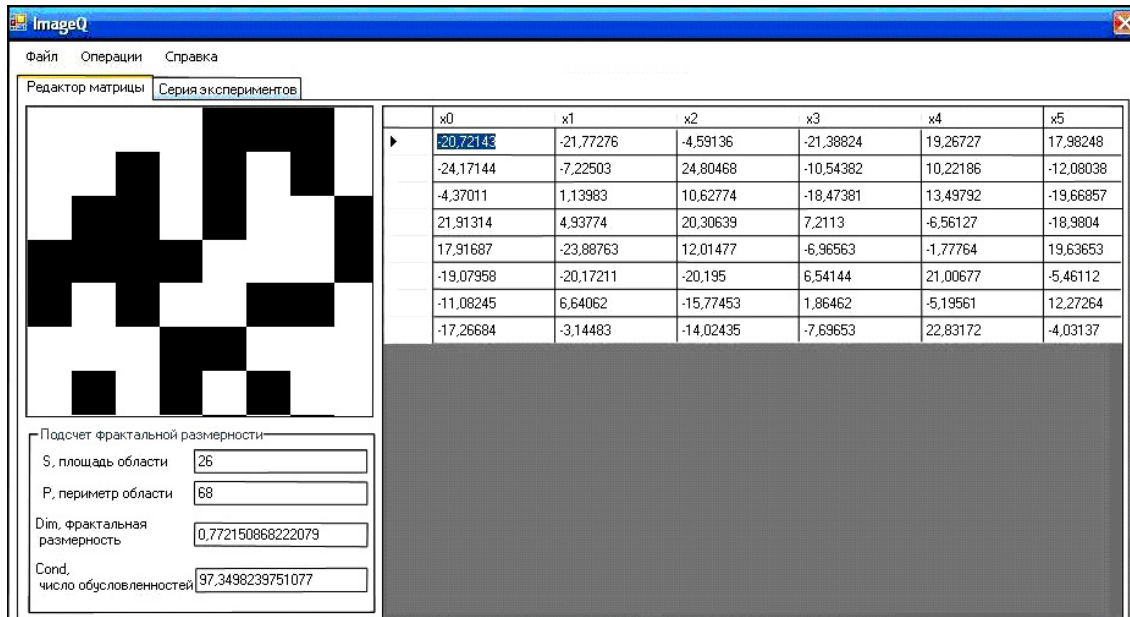 ImageQ
Файл Операции Справка
Редактор матрицы Серия экспериментов
x0 x1 x2 x3 x4 x5
-20,72143 -21,77276 -4,59136 -21,38824 19,26727 17,98248
-24,17144 -7,22503 24,80468 -10,54382 10,22186 -12,08038
-4,37011 1,13983 10,62774 -18,47381 13,49792 -19,66857
21,91314 4,93774 20,30639 7,2113 -6,56127 -18,9804
17,91687 -23,88763 12,01477 -6,96563 -1,77764 19,63653
-19,07958 -20,17211 -20,195 6,54144 21,00677 -5,46112
-11,08245 6,64062 -15,77453 1,86462 -5,19561 12,27264
-17,26684 -3,14483 -14,02435 -7,69653 22,83172 -4,03137
Подсчет фрактальной размерности
S, площадь области 26
P, периметр области 68
Dim, фрактальная
размерность 0,772150868222079
Cond,
число обусловленностей 97,3498239751077